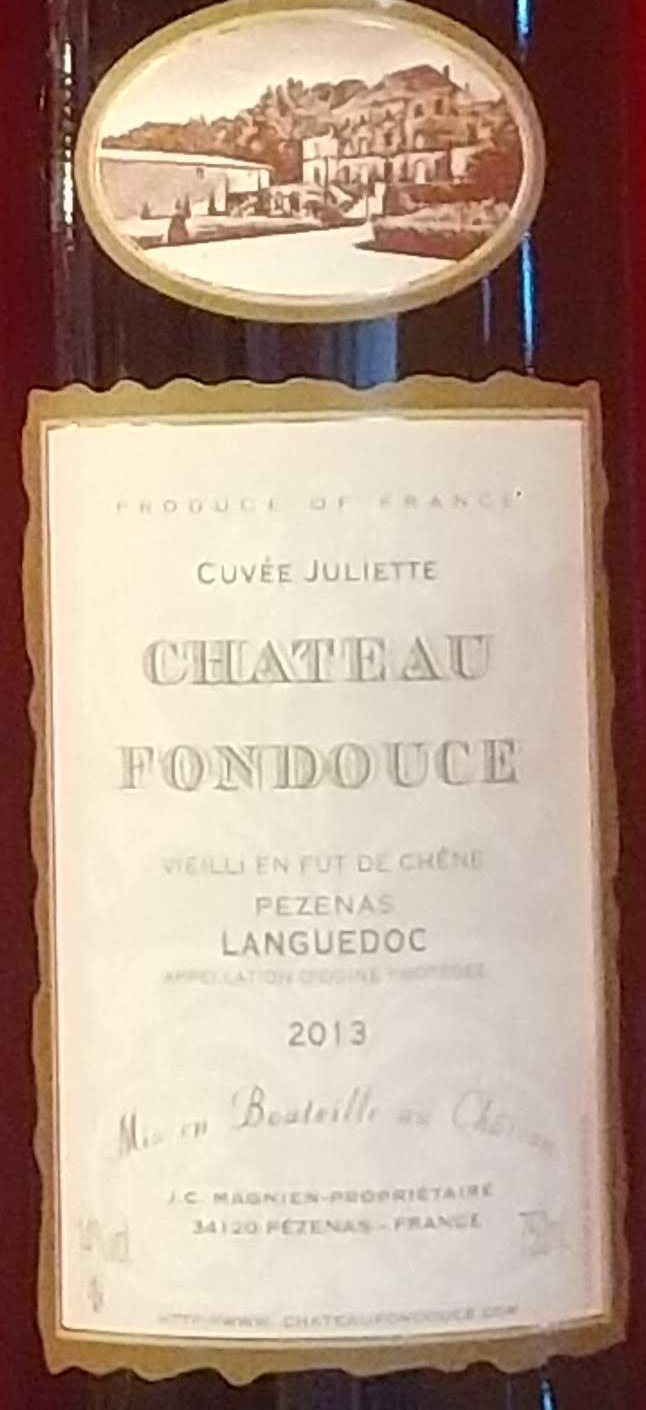 PRODUCE OF FRANCE
CUVÉE JULIETTE
CHATEAU
FONDOUCE
VIEILLI EN FUT DE CHÊNE
PEZENAS
LANGUEDOC
APPELLATION D'ORIGINE PROTÉGÉE
2013
Mis en Bouteille au Château
J.C. MAGNIEN-PROPRIÉTAIRE
34120 PÉZENAS - FRANCE
HTTP://WWW. CHATEAUFONDOUCE.COM